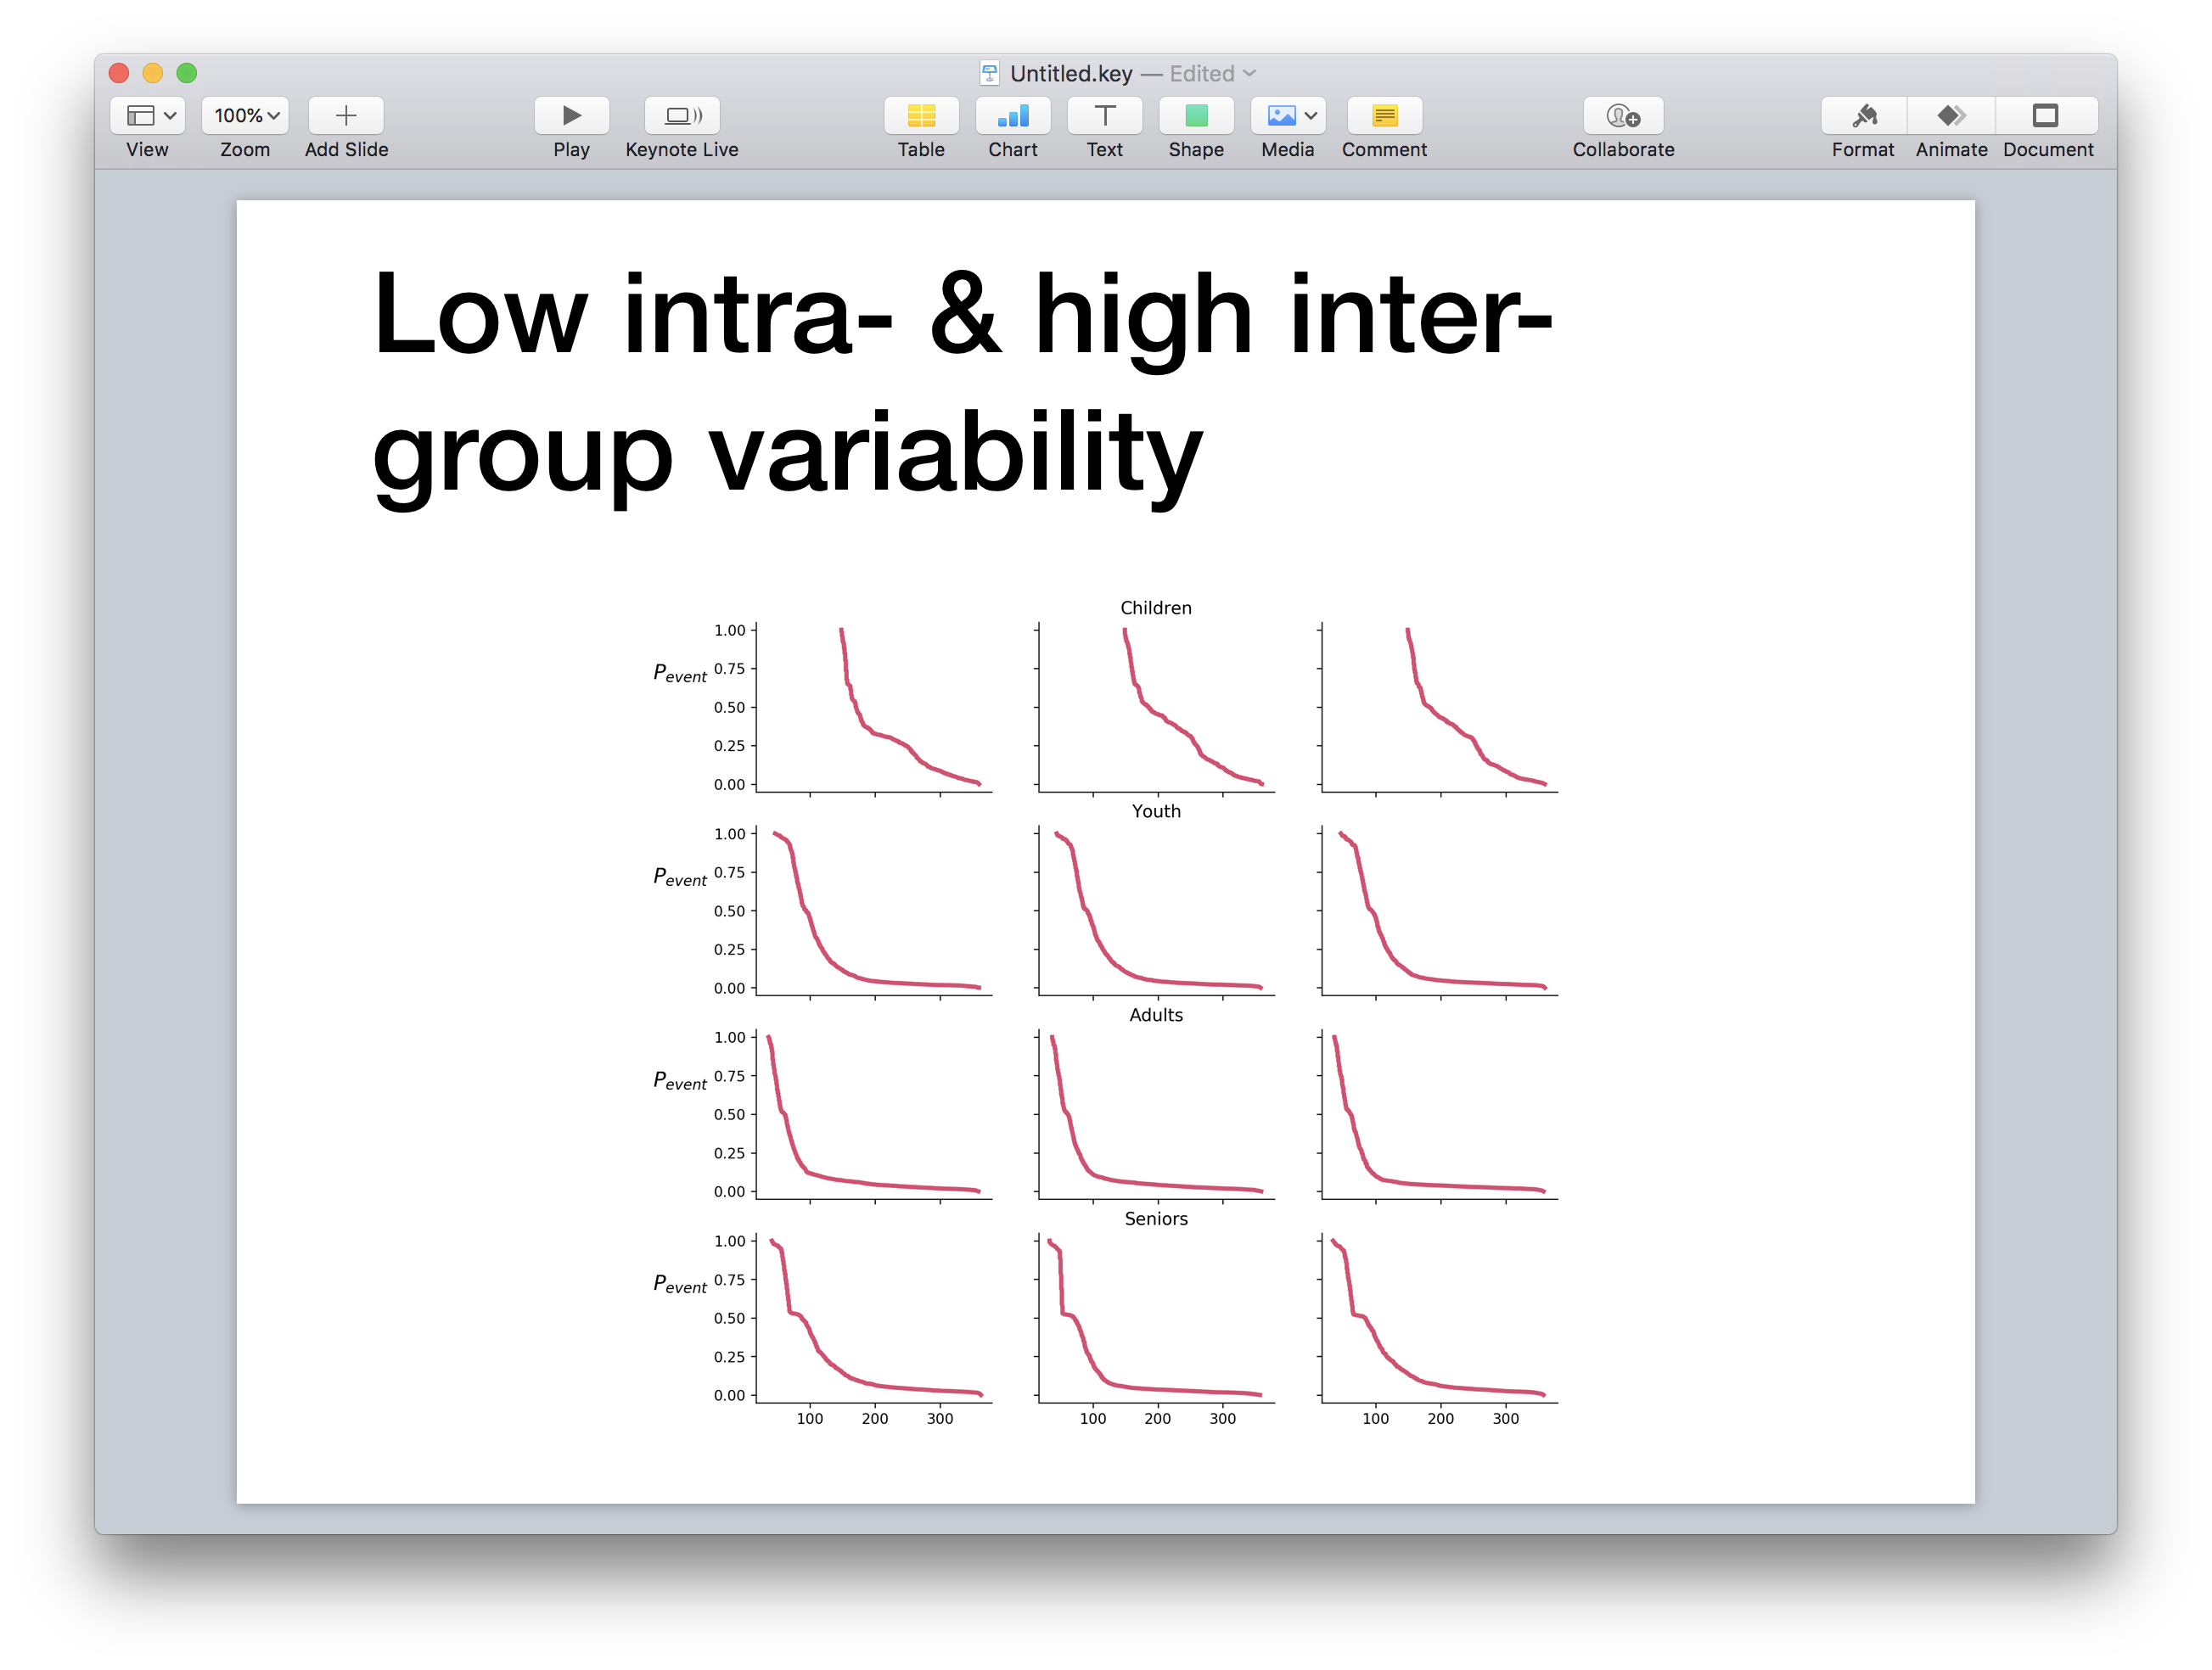 Untitled.key — Edited
View
100%
Zoom
Add Slide
Play
Keynote Live
Table
Chart
Text
Shape
Media
Comment
Collaborate
Format
Animate
Document
Low intra- & high inter-
group variability
Children
P event
1.00
0.75
0.50
0.25
0.00
Youth
P event
1.00
0.75
0.50
0.25
0.00
Adults
P event
1.00
0.75
0.50
0.25
0.00
Seniors
P event
1.00
0.75
0.50
0.25
0.00
100 200 300
100 200 300
100 200 300